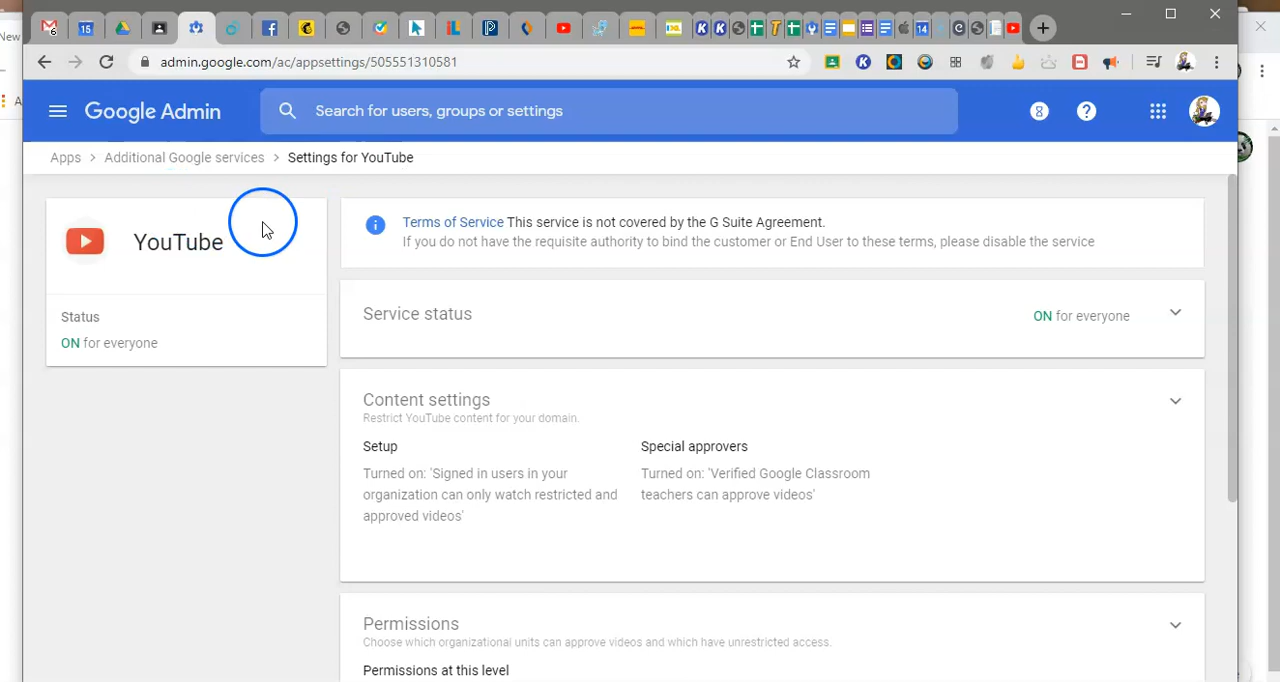 admin.google.com/ac/appsettings/505551310581
Google Admin
Search for users, groups or settings
Apps > Additional Google services > Settings for YouTube
YouTube
Status
ON for everyone
Terms of Service This service is not covered by the G Suite Agreement.
If you do not have the requisite authority to bind the customer or End User to these terms, please disable the service
Service status
ON for everyone
Content settings
Restrict YouTube content for your domain.
Setup
Turned on: 'Signed in users in your
organization can only watch restricted and
approved videos'
Special approvers
Turned on: 'Verified Google Classroom
teachers can approve videos'
Permissions
Choose which organizational units can approve videos and which have unrestricted access.
Permissions at this level